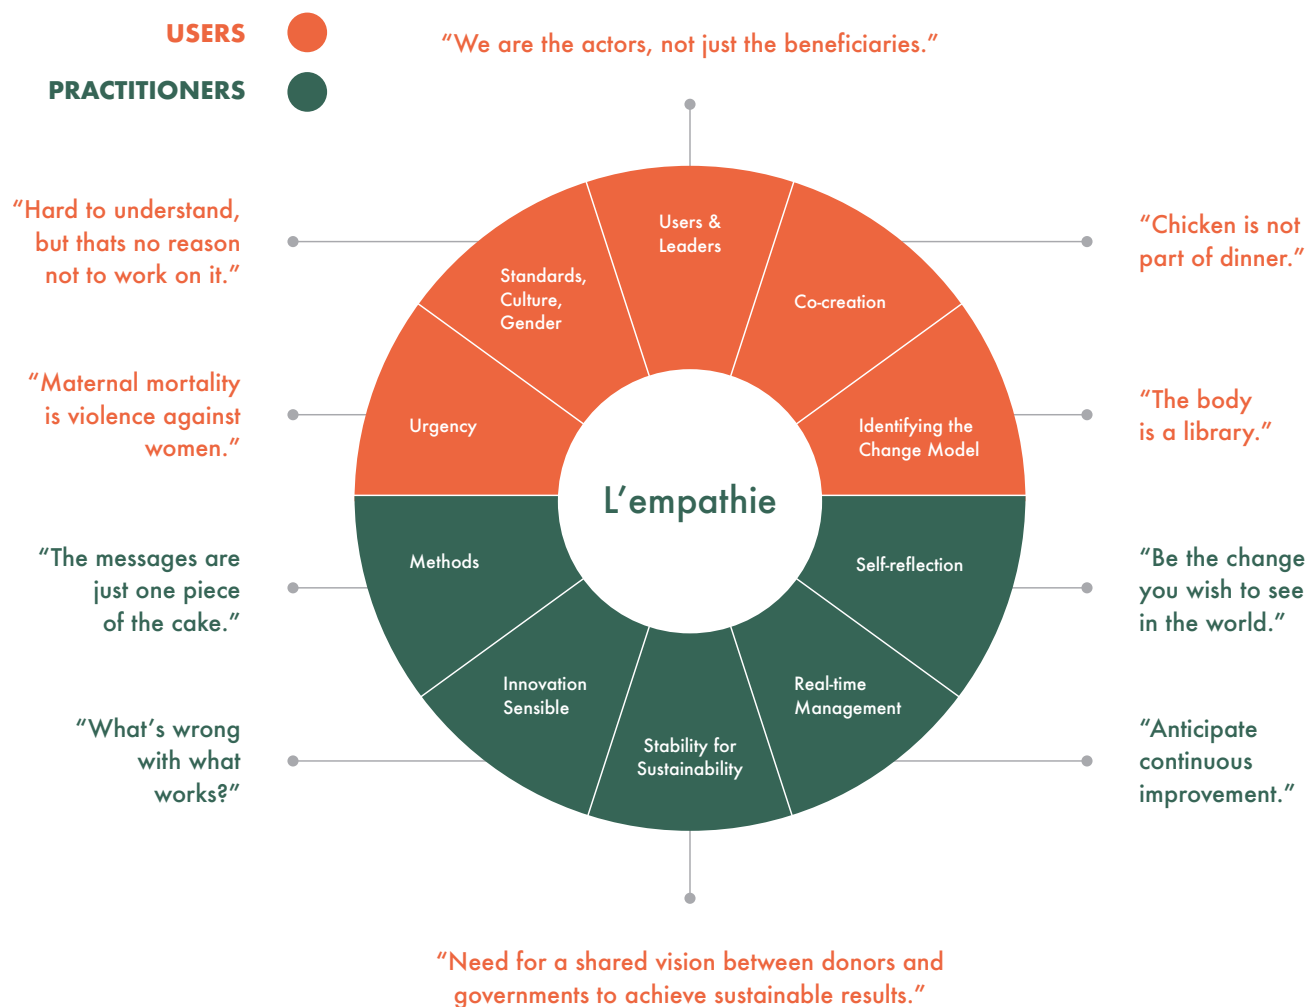 USERS
PRACTITIONERS
“We are the actors, not just the beneficiaries.”
“Hard to understand,
but thats no reason
not to work on it.”
“Maternal mortality
is violence against
women.”
“The messages are
just one piece
of the cake.”
“What’s wrong
with what
works?”
Users &
Leaders
Standards,
Culture,
Gender
Co-creation
Urgency
Identifying the
Change Model
L’empathie
Methods
Self-reflection
Innovation
Sensible
Real-time
Management
Stability for
Sustainability
“Chicken is not
part of dinner.”
“The body
is a library.”
“Be the change
you wish to see
in the world.”
“Anticipate
continuous
improvement.”
“Need for a shared vision between donors and
governments to achieve sustainable results.”